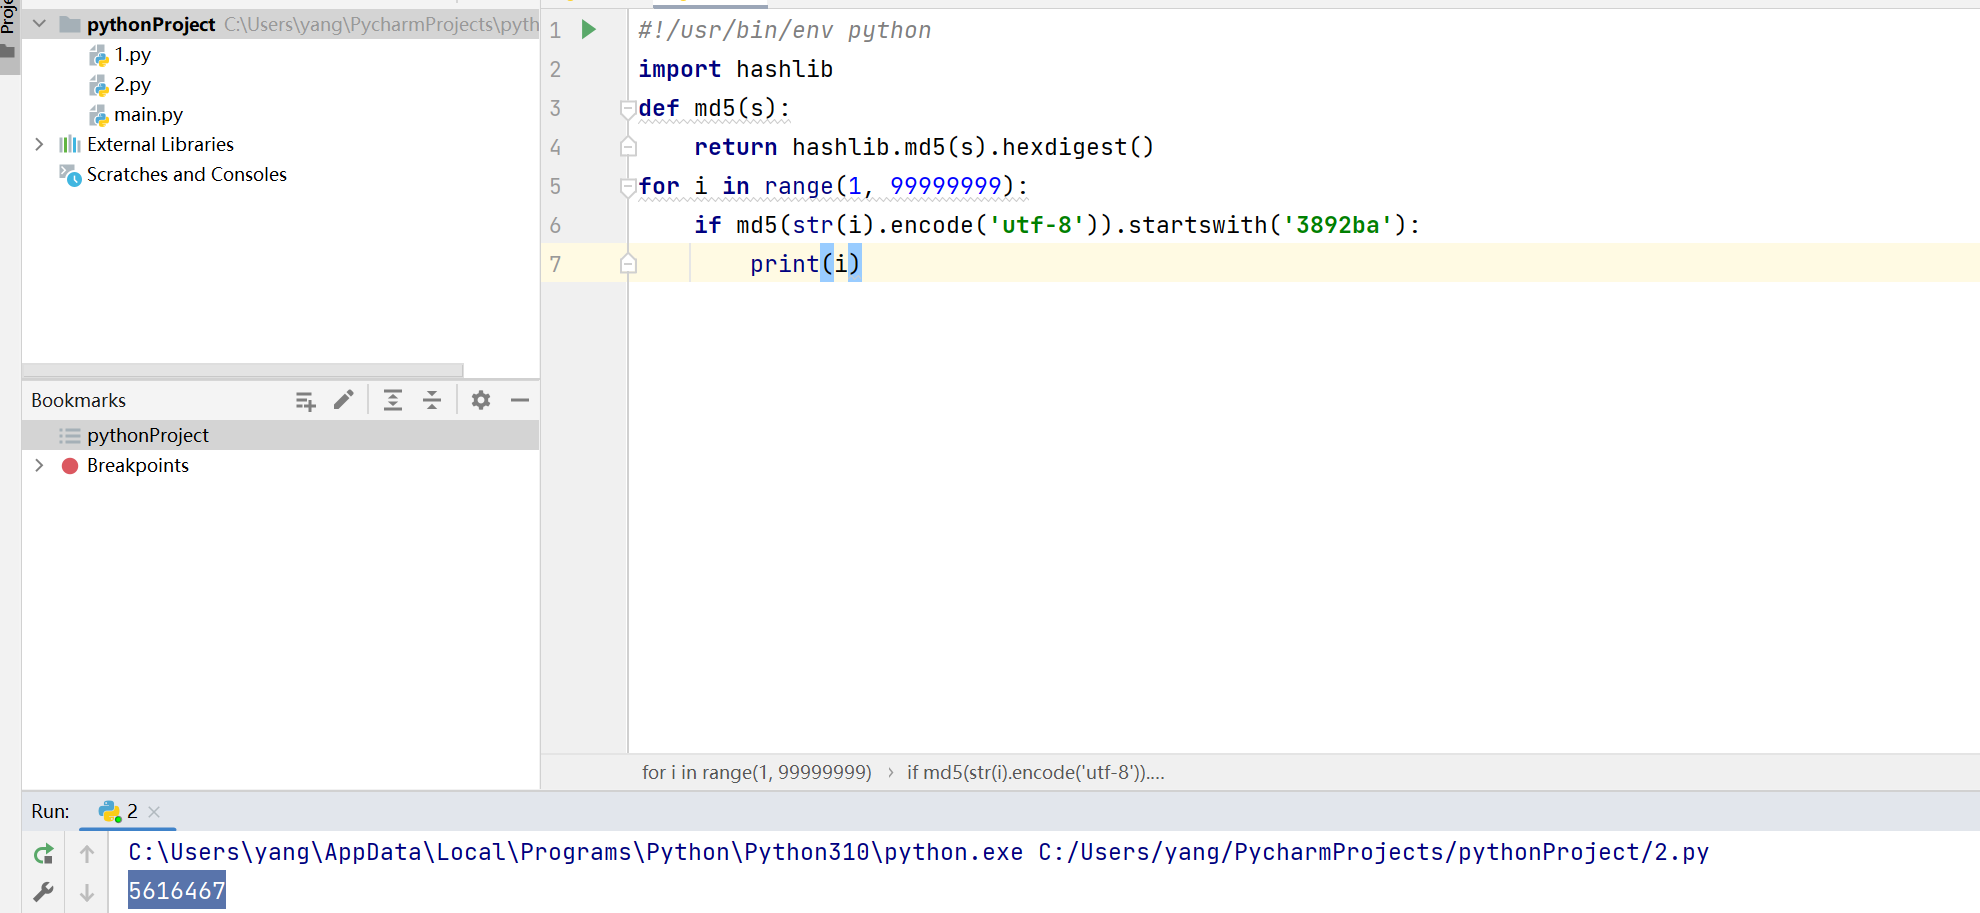 Proje
pythonProject C:\Users\yang\PycharmProjects\pyth
1.py
2.py
main.py
External Libraries
Scratches and Consoles
Bookmarks
pythonProject
Breakpoints
1 #!/usr/bin/env python
2 import hashlib
3 def md5(s):
4 return hashlib.md5(s).hexdigest()
5 for i in range(1, 99999999):
6 if md5(str(i).encode('utf-8')).startswith('3892ba'):
7 print(i)
for i in range(1, 99999999) › if md5(str(i).encode('utf-8'))....
Run: 2
C:\Users\yang\AppData\Local\Programs\Python\Python310\python.exe C:/Users/yang/PycharmProjects/pythonProject/2.py
5616467